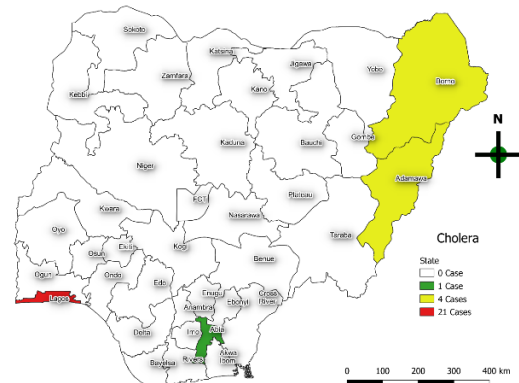 Sokoto
Katsina
Jigawa
Yobo
Borno
Zamfara
Kebbi
Kano
Gombe
Kaduna
Bauchi
Niger
Adamawa
N
FCT
Plateau
Kwara
Nasarawa
Oyo
Taraba
Cholera
Osun
Ekiti
Kogi
Benue
State
Ogun
Ondo
Edo
0 Case
Enugu
Ebonyi
Cross
River
1 Case
Lagos
Anambra
4 Cases
Delta
Imo
Abia
21 Cases
Bayelsa
Rivers
Akwa
Ibom
0 100 200 300 400 km